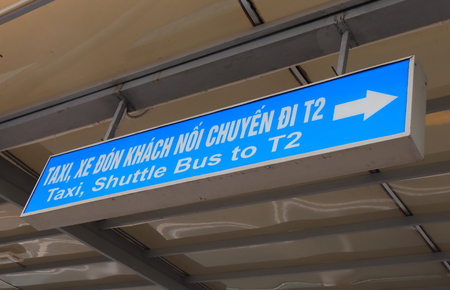 TAXI, XE ĐÓN KHÁCH NỐI CHUYẾN ĐI T2
Taxi, Shuttle Bus to T2